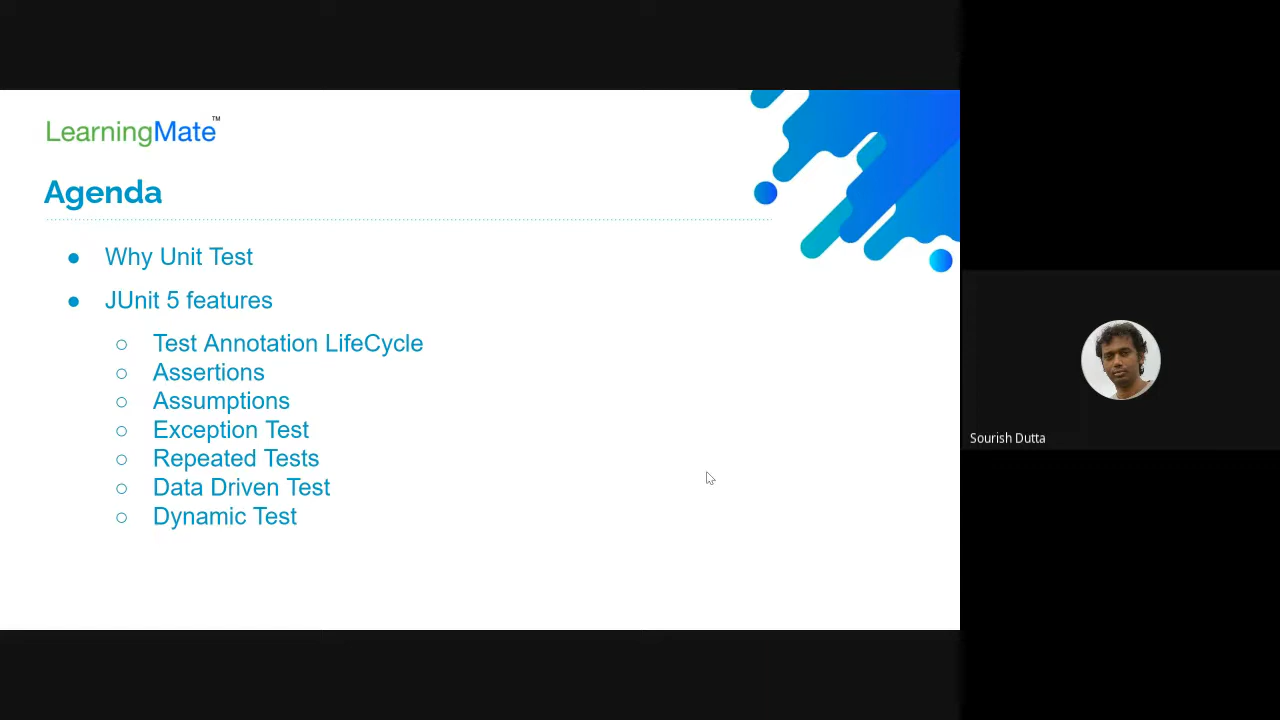 LearningMate™
Agenda
● Why Unit Test
● JUnit 5 features
○ Test Annotation LifeCycle
○ Assertions
○ Assumptions
○ Exception Test
○ Repeated Tests
○ Data Driven Test
○ Dynamic Test
Sourish Dutta